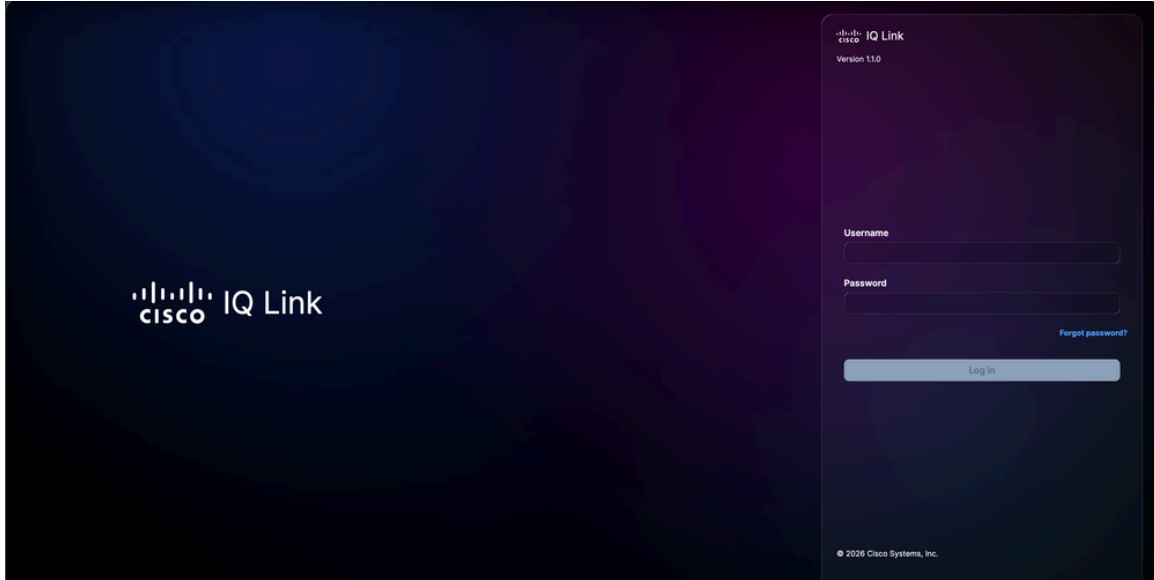 cisco IQ Link
cisco IQ Link
Version 1.1.0
Username
Password
Forgot password?
Log in
© 2026 Cisco Systems, Inc.